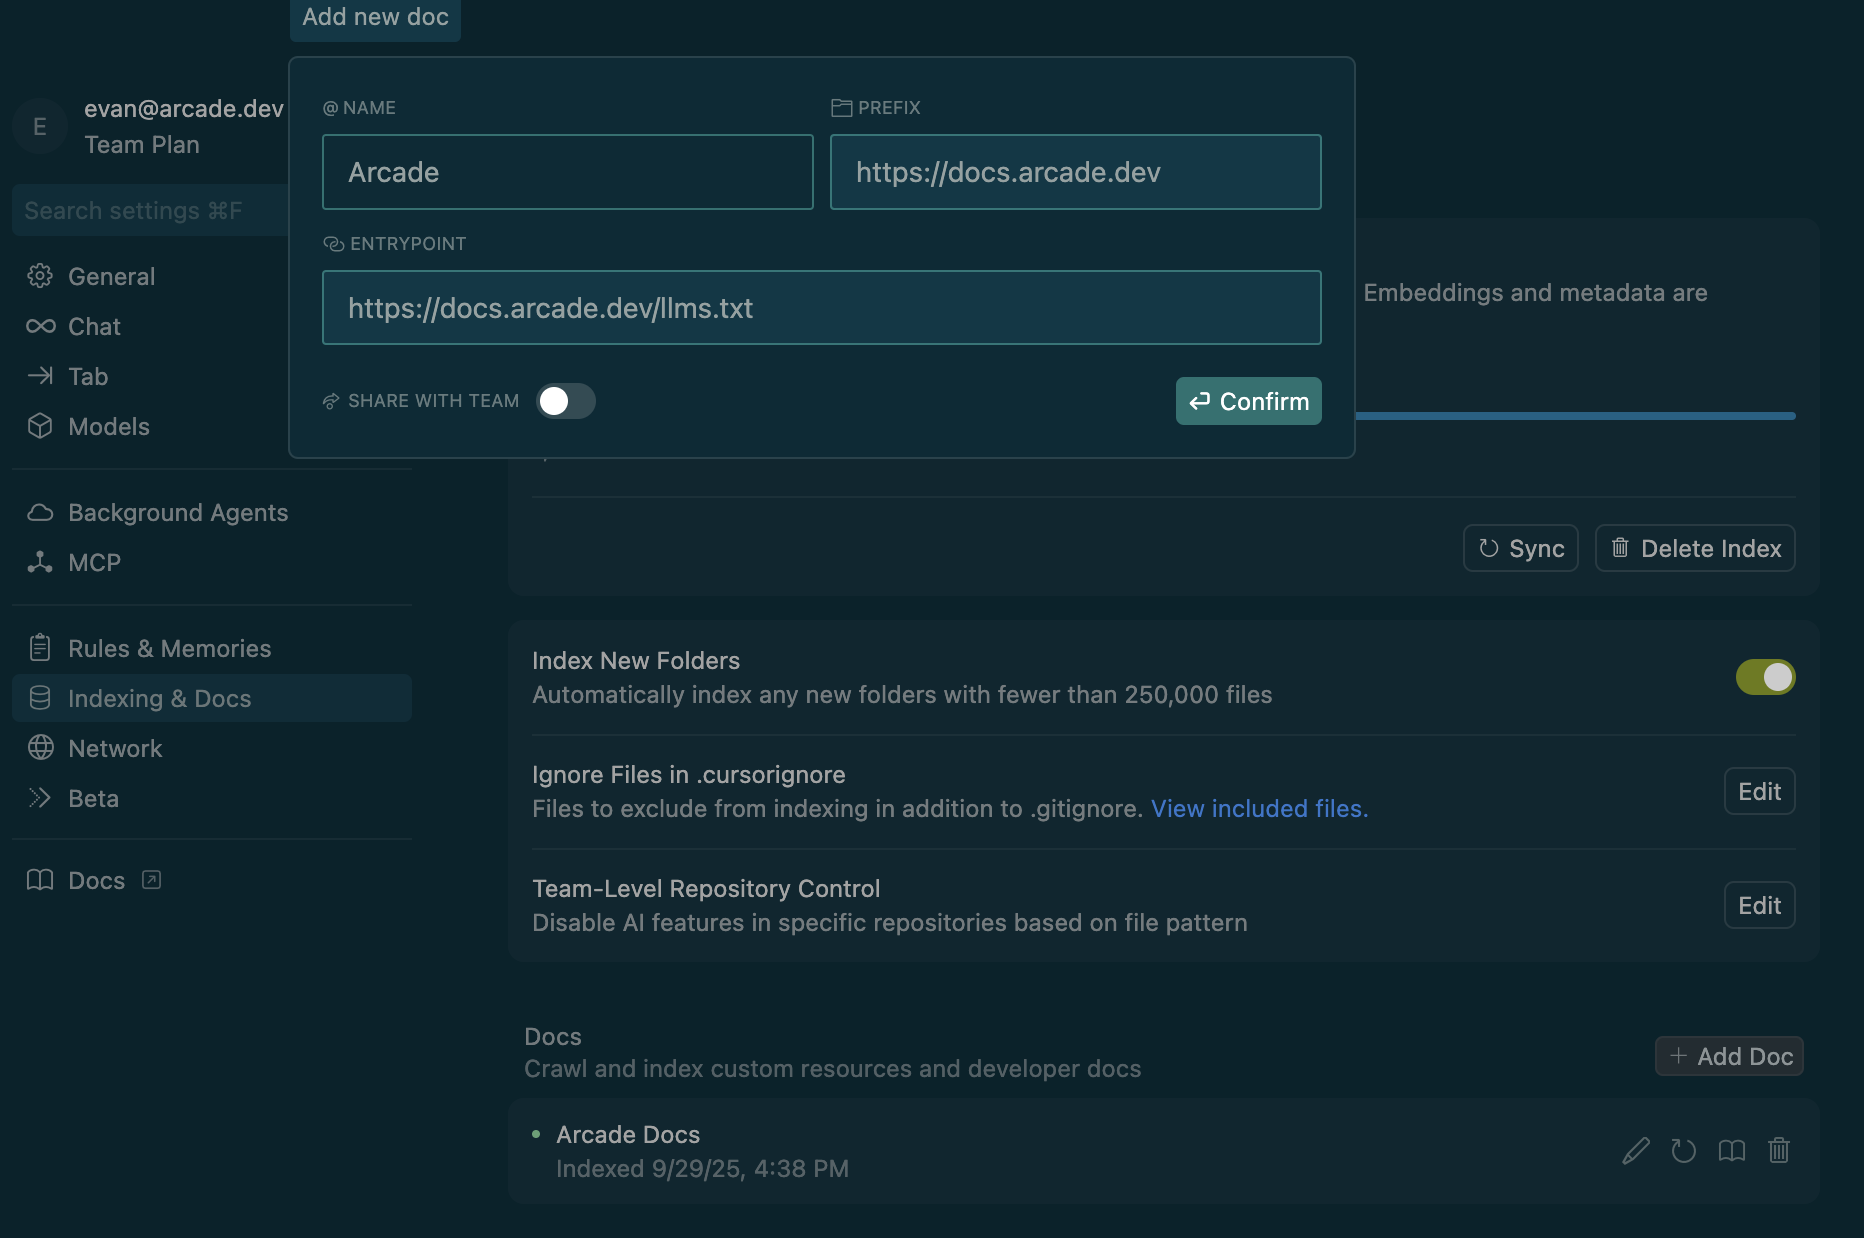 Add new doc
@ NAME
PREFIX
Arcade
https://docs.arcade.dev
ENTRYPOINT
https://docs.arcade.dev/llms.txt
SHARE WITH TEAM
Confirm
E
evan@arcade.dev
Team Plan
Search settings ⌘F
General
Chat
Tab
Models
Background Agents
MCP
Rules & Memories
Indexing & Docs
Network
Beta
Docs
Embeddings and metadata are
Sync
Delete Index
Index New Folders
Automatically index any new folders with fewer than 250,000 files
Ignore Files in .cursorignore
Files to exclude from indexing in addition to .gitignore. View included files.
Edit
Team-Level Repository Control
Disable AI features in specific repositories based on file pattern
Edit
Docs
Crawl and index custom resources and developer docs
+ Add Doc
Arcade Docs
Indexed 9/29/25, 4:38 PM